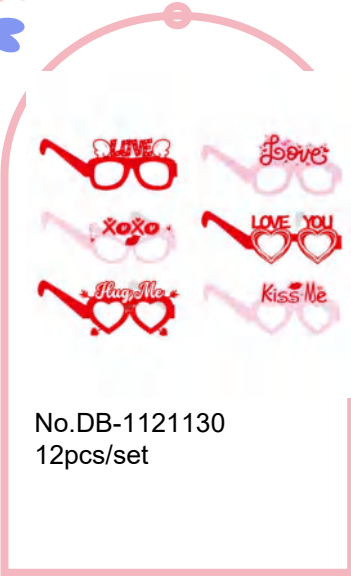 LOVE
Love
XoXo
LOVE YOU
Hug Me
Kiss Me
No.DB-1121130
12pcs/set